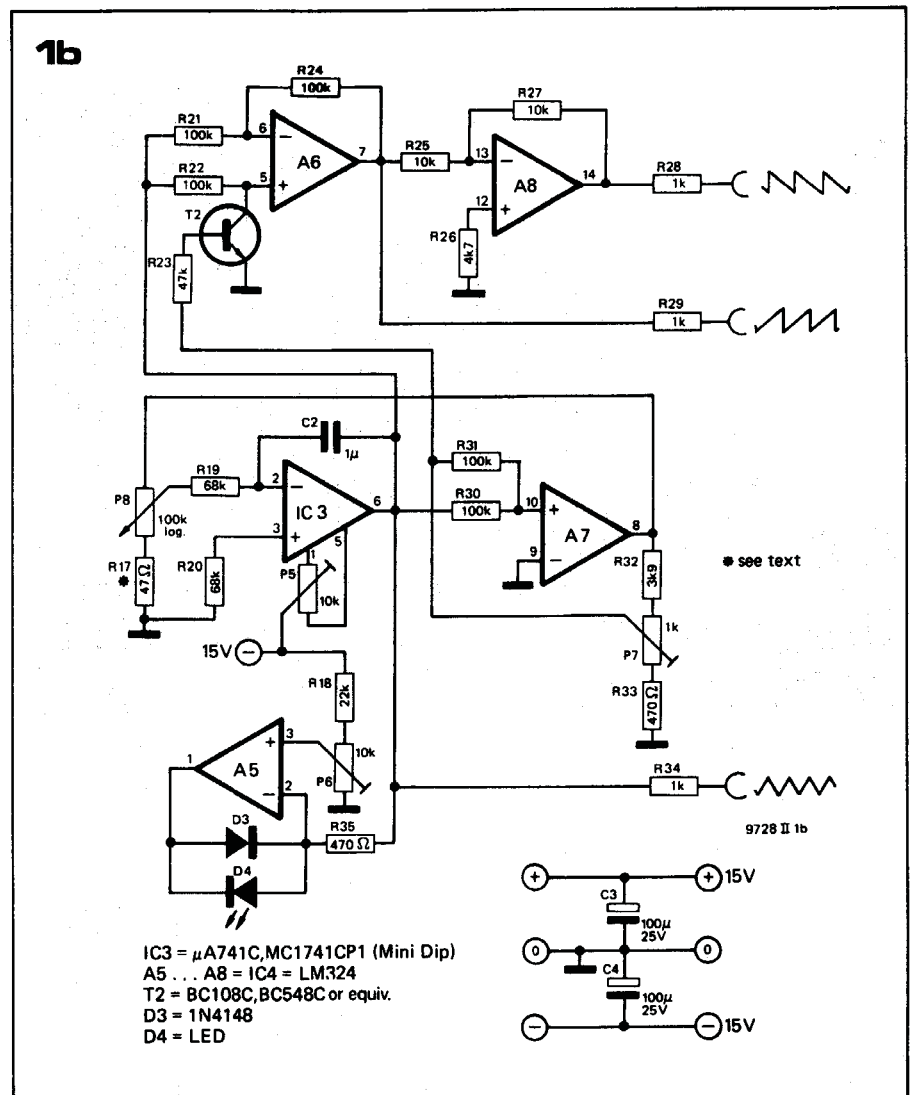 1b
R24
100k
R27
10k
R21
100k
6
−
A6
7
R25
10k
13
−
A8
14
R28
1k
R22
100k
5
+
12
+
T2
R26
4k7
R23
47k
R29
1k
C2
1µ
R31
100k
R19
68k
2
−
IC3
6
R30
100k
10
+
A7
8
P8
100k
log.
3
+
1
5
9
−
R32
3k9
* see text
R17
*
47Ω
R20
68k
P5
10k
1k
P7
15V −
R18
22k
R33
470Ω
1
A5
+
3
10k
P6
−
2
R34
1k
D3
R35
470 Ω
9728 II 1b
D4
+
+ 15V
C3
100µ
25V
0
0
C4
100µ
25V
−
− 15V
IC3 = µA741C,MC1741CP1 (Mini Dip)
A5 . . . A8 = IC4 = LM324
T2 = BC108C,BC548C or equiv.
D3 = 1N4148
D4 = LED